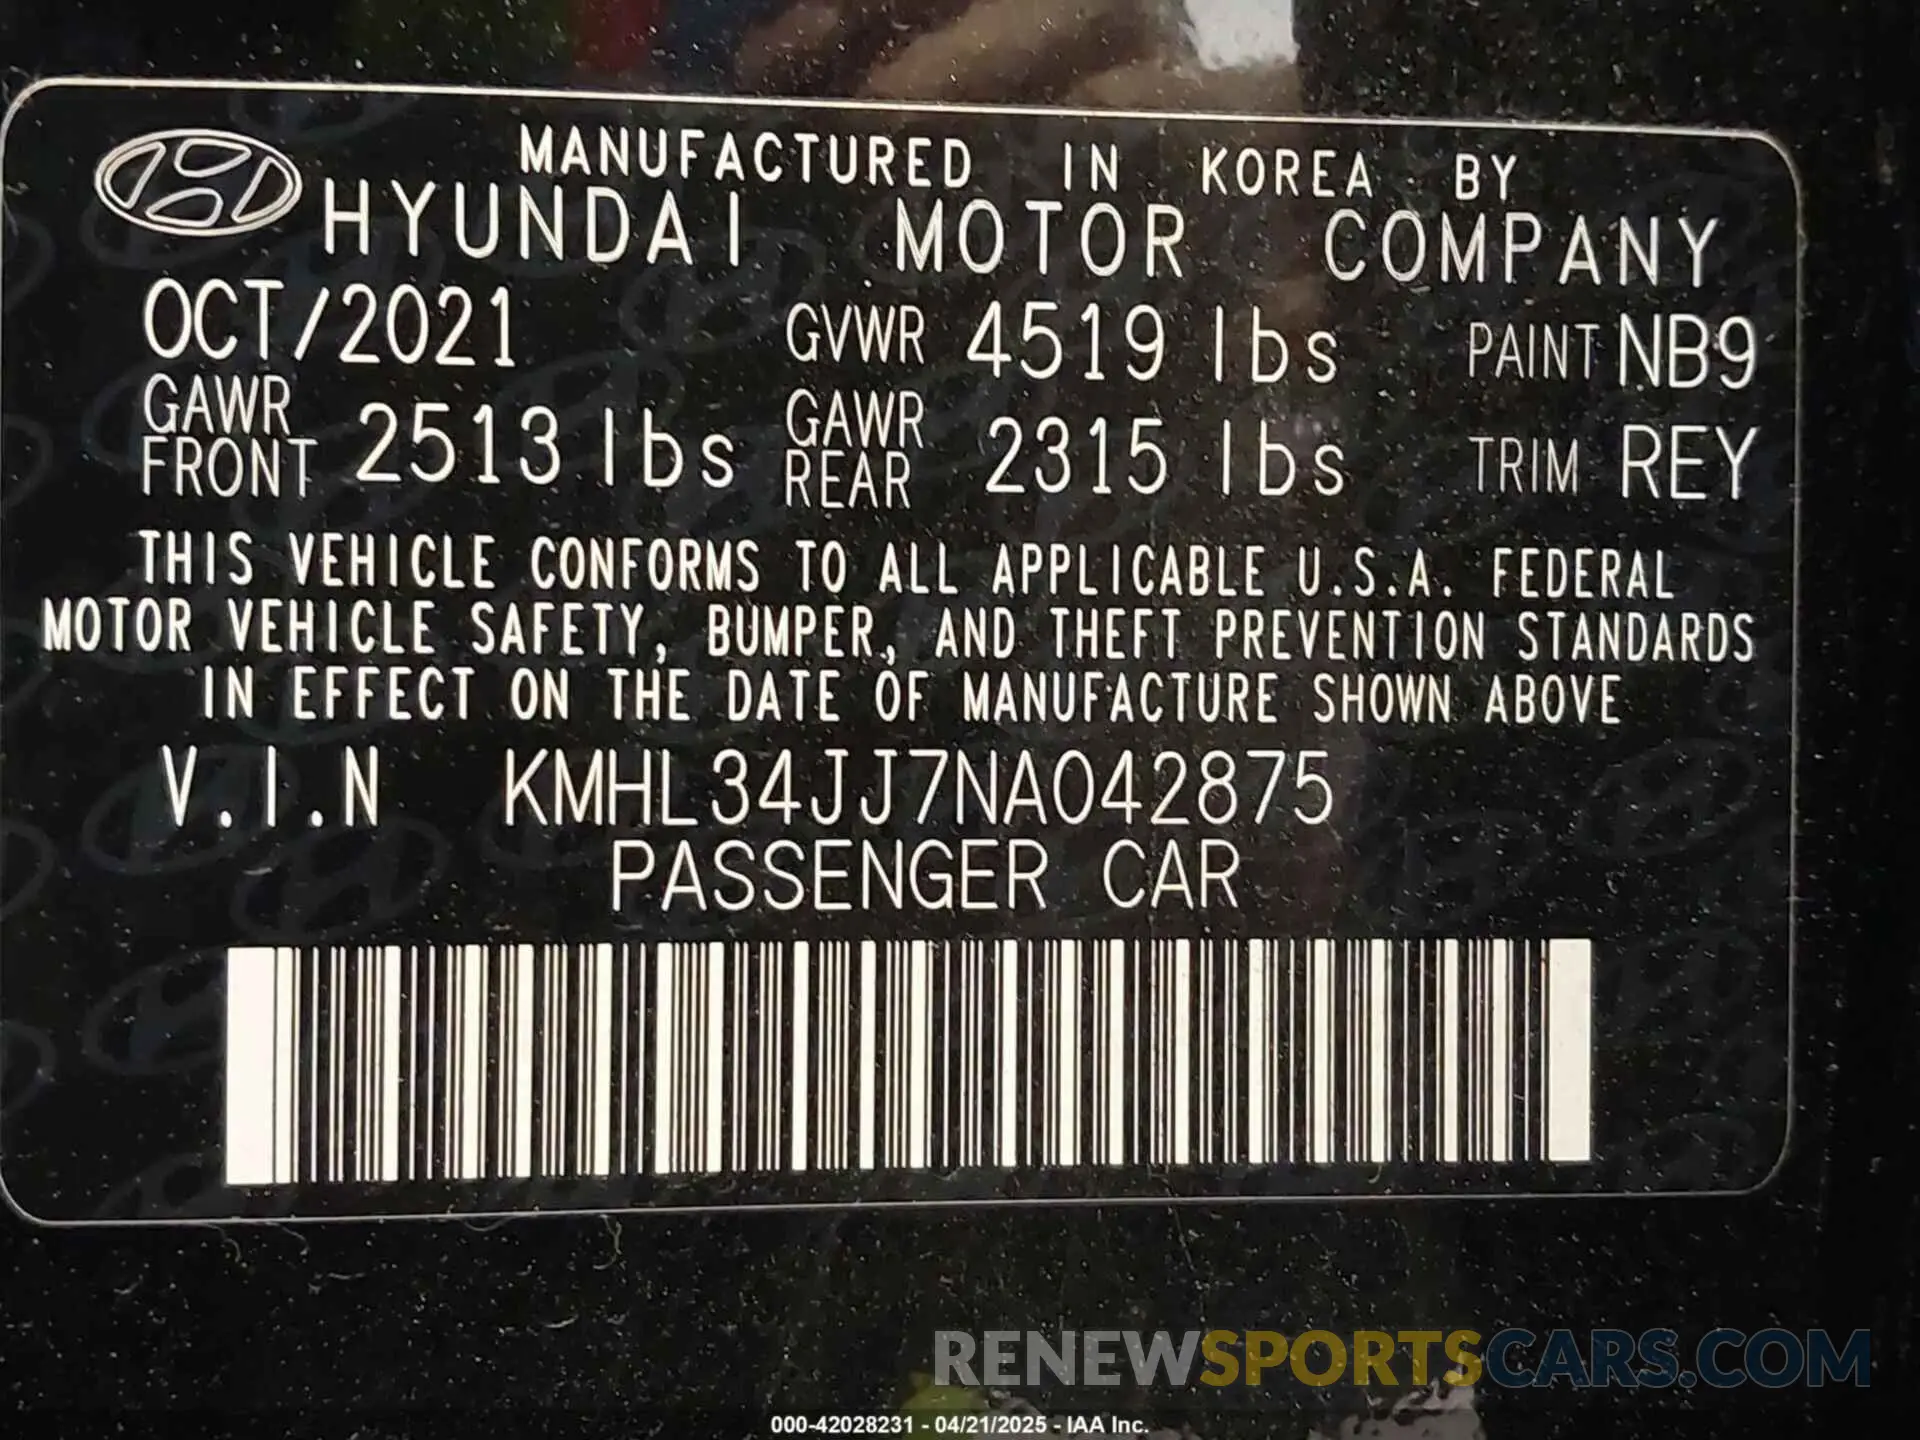 MANUFACTURED IN KOREA BY
HYUNDAI MOTOR COMPANY
OCT/2021 GVWR 4519 lbs PAINT NB9
GAWR FRONT 2513 lbs GAWR REAR 2315 lbs TRIM REY
THIS VEHICLE CONFORMS TO ALL APPLICABLE U.S.A. FEDERAL
MOTOR VEHICLE SAFETY, BUMPER, AND THEFT PREVENTION STANDARDS
IN EFFECT ON THE DATE OF MANUFACTURE SHOWN ABOVE
V.I.N KMHL34JJ7NA042875
PASSENGER CAR
RENEWSPORTSCARS.COM
000-42028231 - 04/21/2025 - IAA Inc.